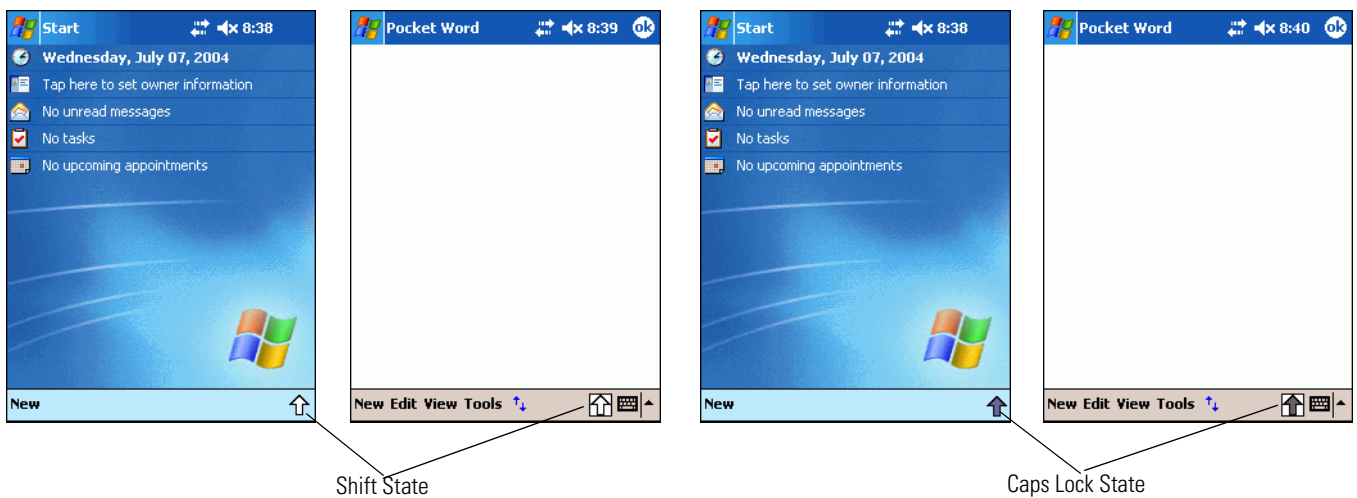 Start 8:38
Wednesday, July 07, 2004
Tap here to set owner information
No unread messages
No tasks
No upcoming appointments
New
Pocket Word 8:39 ok
New Edit View Tools
Shift State
Start 8:38
Wednesday, July 07, 2004
Tap here to set owner information
No unread messages
No tasks
No upcoming appointments
New
Pocket Word 8:40 ok
New Edit View Tools
Caps Lock State